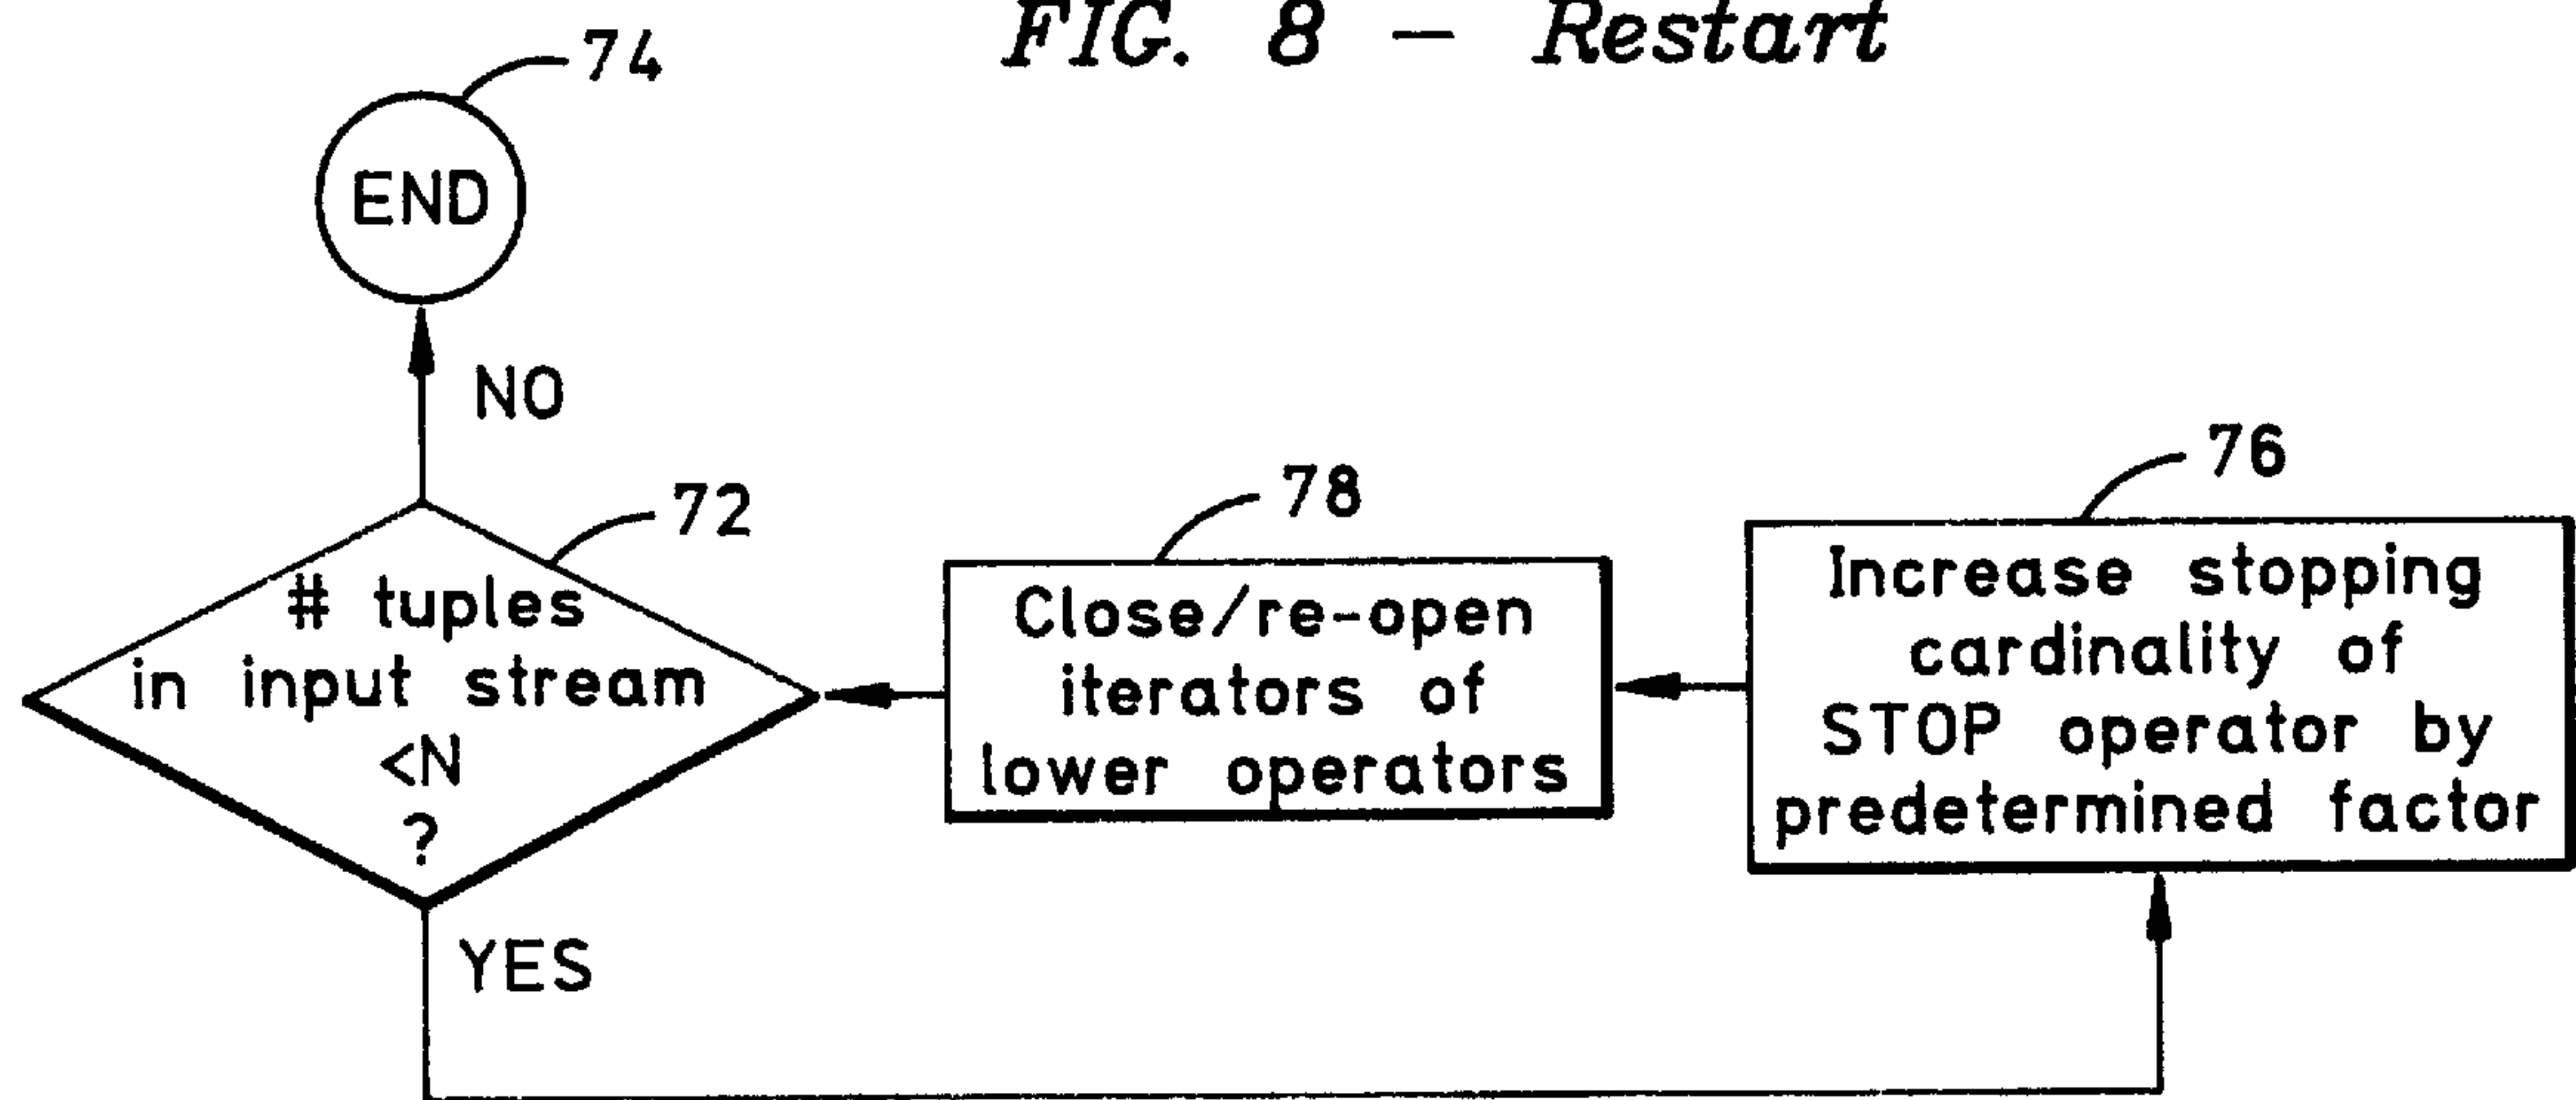 FIG. 8 – Restart
74
END
NO
72
# tuples
in input stream
<N
?
YES
78
Close/re-open
iterators of
lower operators
76
Increase stopping
cardinality of
STOP operator by
predetermined factor